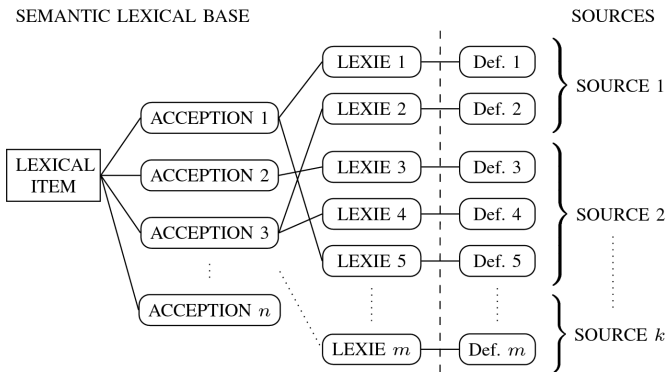 SEMANTIC LEXICAL BASE
SOURCES
LEXICAL
ITEM
ACCEPTION 1
ACCEPTION 2
ACCEPTION 3
ACCEPTION n
LEXIE 1
LEXIE 2
LEXIE 3
LEXIE 4
LEXIE 5
LEXIE m
Def. 1
Def. 2
Def. 3
Def. 4
Def. 5
Def. m
SOURCE 1
SOURCE 2
SOURCE k